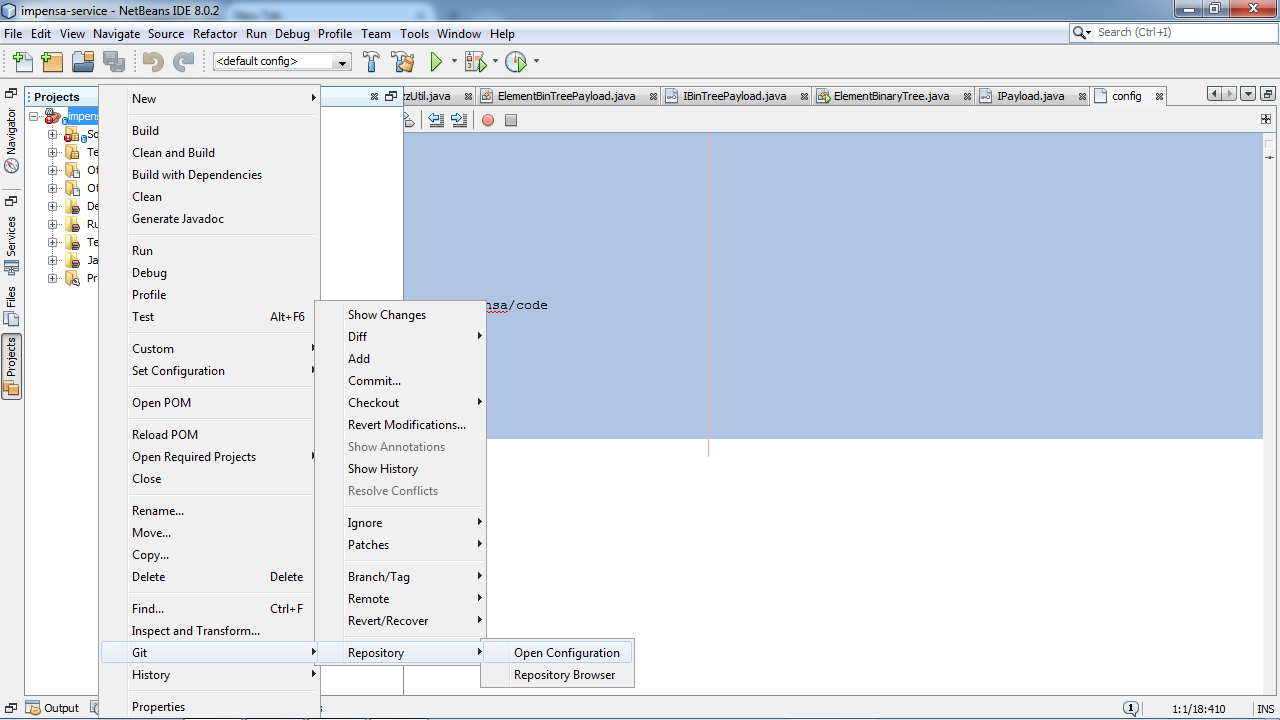 impensa-service - NetBeans IDE 8.0.2
New Tab
File Edit View Navigate Source Refactor Run Debug Profile Team Tools Window Help
Search (Ctrl+I)
<default config>
Projects
zUtil.java ElementBinTreePayload.java IBinTreePayload.java ElementBinaryTree.java IPayload.java config
Navigator
Services
Files
Projects
impens
So
Te
Ot
Ot
De
Ru
Te
Ja
Pr
New
Build
Clean and Build
Build with Dependencies
Clean
Generate Javadoc
Run
Debug
Profile
Test Alt+F6
Custom
Set Configuration
Open POM
Reload POM
Open Required Projects
Close
Rename...
Move...
Copy...
Delete Delete
Find... Ctrl+F
Inspect and Transform...
Git
History
Properties
Show Changes
Diff
Add
Commit...
Checkout
Revert Modifications...
Show Annotations
Show History
Resolve Conflicts
Ignore
Patches
Branch/Tag
Remote
Revert/Recover
Repository
Open Configuration
Repository Browser
nsa/code
Output
1
1:1/18:410
INS